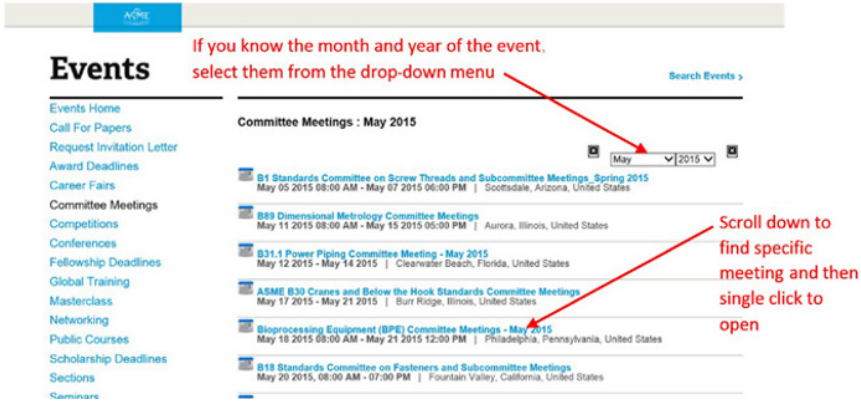 ASME
If you know the month and year of the event,
select them from the drop-down menu
Events
Search Events
Events Home
Call For Papers
Request Invitation Letter
Award Deadlines
Career Fairs
Committee Meetings
Competitions
Conferences
Fellowship Deadlines
Global Training
Masterclass
Networking
Public Courses
Scholarship Deadlines
Sections
Seminars
Committee Meetings : May 2015
May 2015
B1 Standards Committee on Screw Threads and Subcommittee Meetings_Spring 2015
May 05 2015 08:00 AM - May 07 2015 06:00 PM | Scottsdale, Arizona, United States
B89 Dimensional Metrology Committee Meetings
May 11 2015 08:00 AM - May 15 2015 05:00 PM | Aurora, Illinois, United States
B31.1 Power Piping Committee Meeting - May 2015
May 12 2015 - May 14 2015 | Clearwater Beach, Florida, United States
ASME B30 Cranes and Below the Hook Standards Committee Meetings
May 17 2015 - May 21 2015 | Burr Ridge, Illinois, United States
Bioprocessing Equipment (BPE) Committee Meetings - May 2015
May 18 2015 08:00 AM - May 21 2015 12:00 PM | Philadelphia, Pennsylvania, United States
B18 Standards Committee on Fasteners and Subcommittee Meetings
May 20 2015, 08:00 AM - 07:00 PM | Fountain Valley, California, United States
Scroll down to
find specific
meeting and then
single click to
open